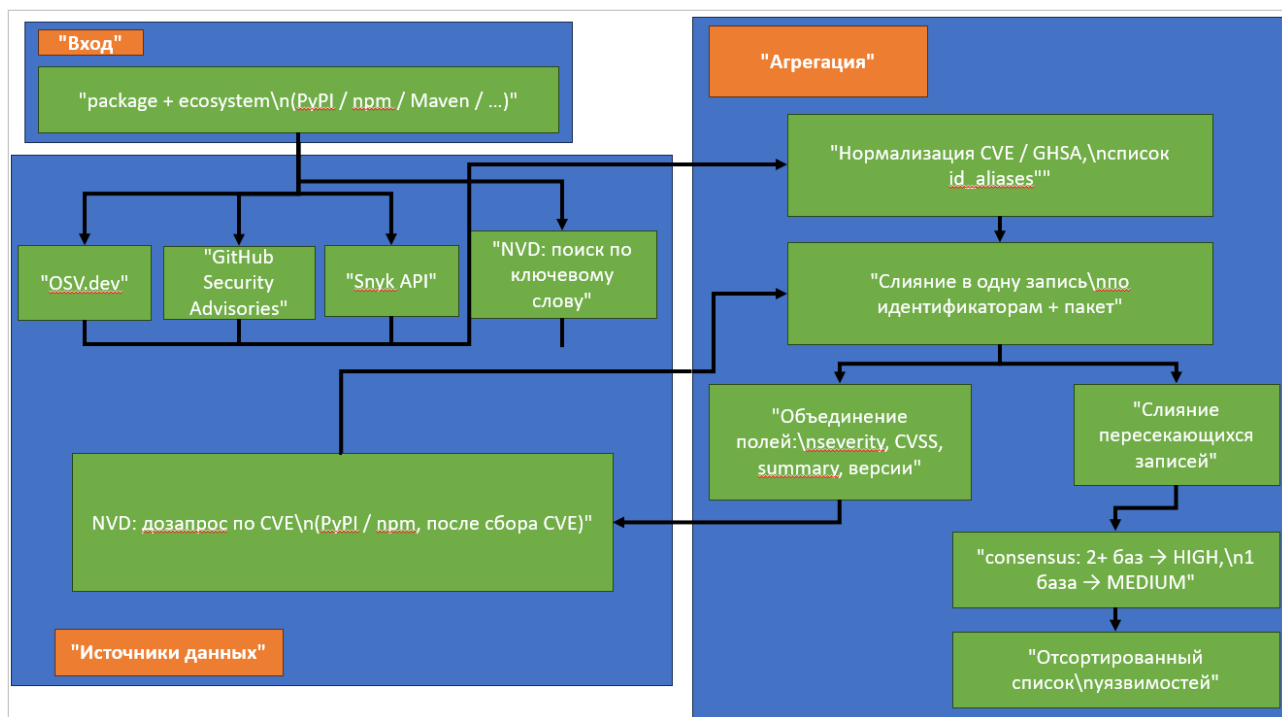 "Вход"
"package + ecosystem\n(PyPI / npm / Maven / ...)"
"OSV.dev"
"GitHub
Security
Advisories"
"Snyk API"
"NVD: поиск по
ключевому
слову"
NVD: дозапрос по CVE\n(PyPI / npm, после сбора CVE)"
"Источники данных"
"Агрегация"
"Нормализация CVE / GHSA,\nсписок
id_aliases""
"Слияние в одну запись\nпо
идентификаторам + пакет"
"Объединение
полей:\nseverity, CVSS,
summary, версии"
"Слияние
пересекающихся
записей"
"consensus: 2+ баз → HIGH,\n1
база → MEDIUM"
"Отсортированный
список\nуязвимостей"